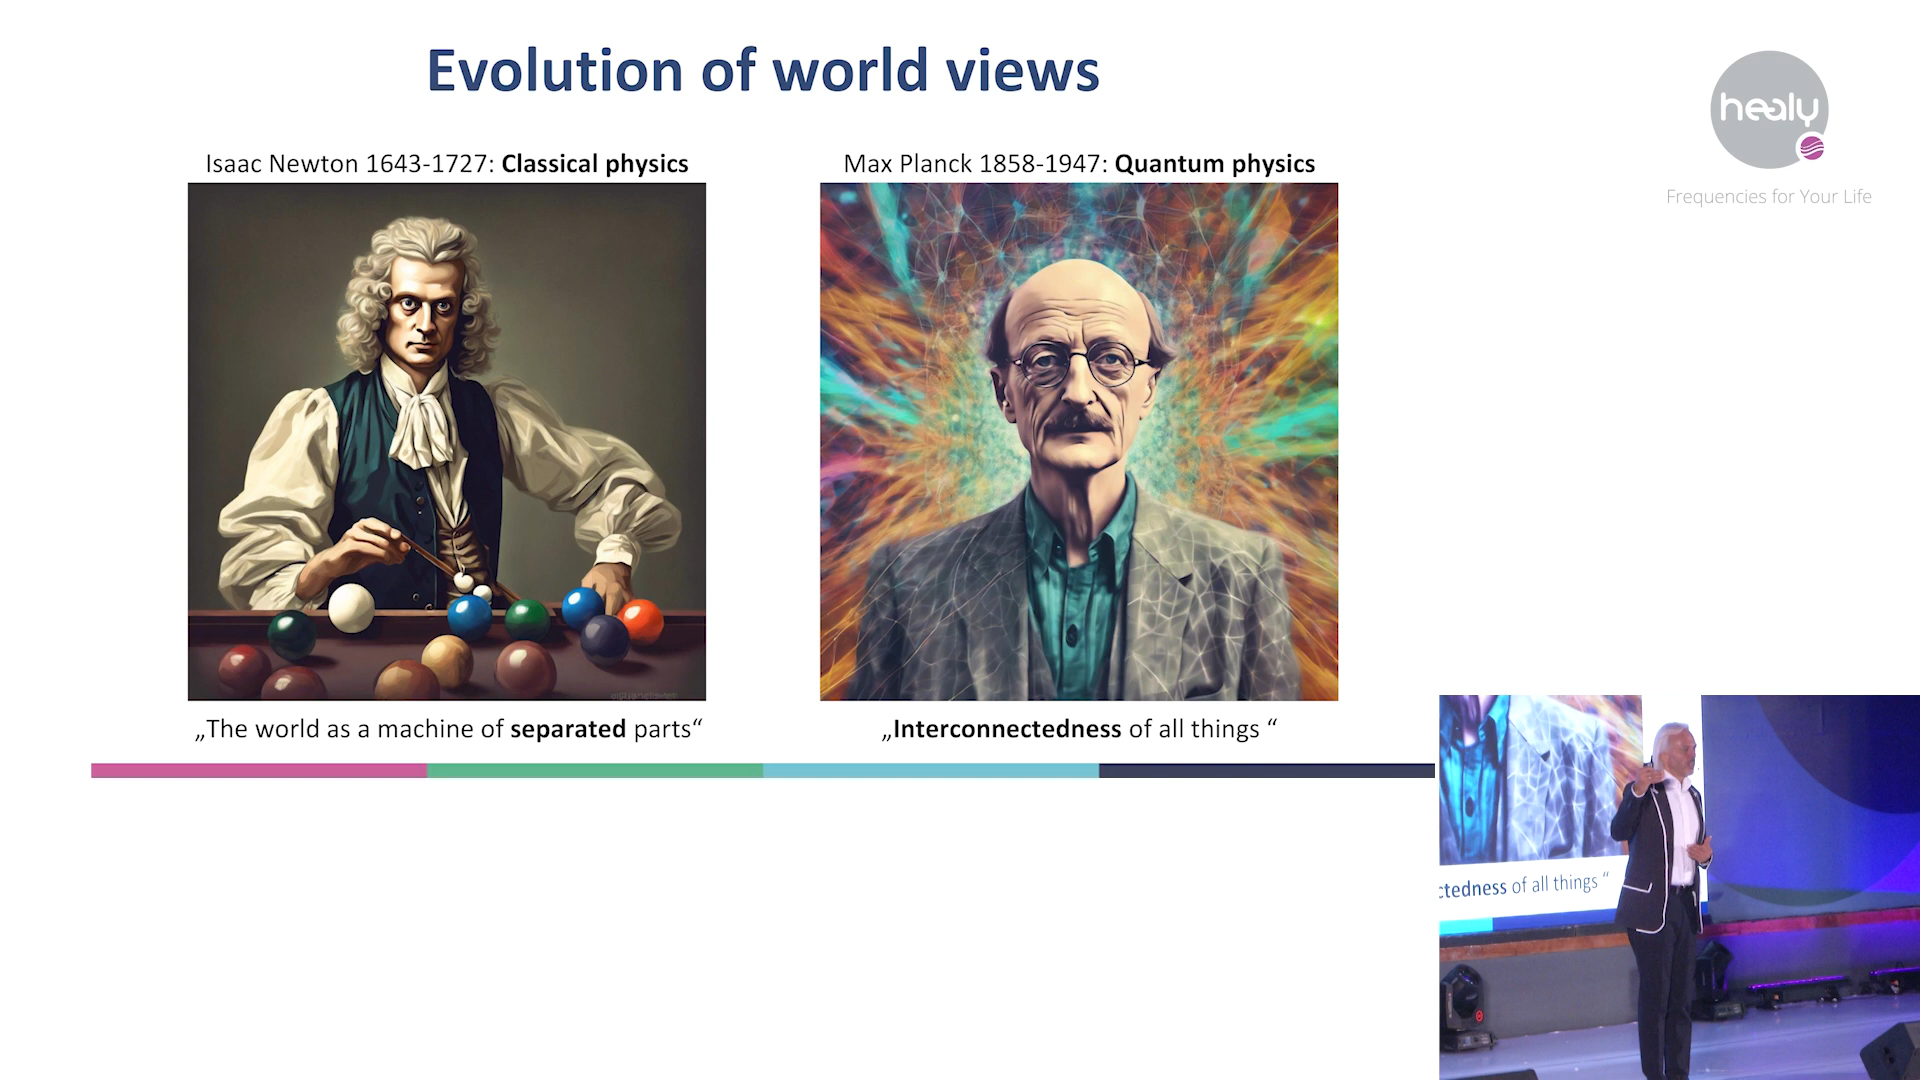 Evolution of world views
Isaac Newton 1643-1727: Classical physics
Max Planck 1858-1947: Quantum physics
healy
Frequencies for Your Life
„The world as a machine of separated parts“
„Interconnectedness of all things “
ctedness of all things “